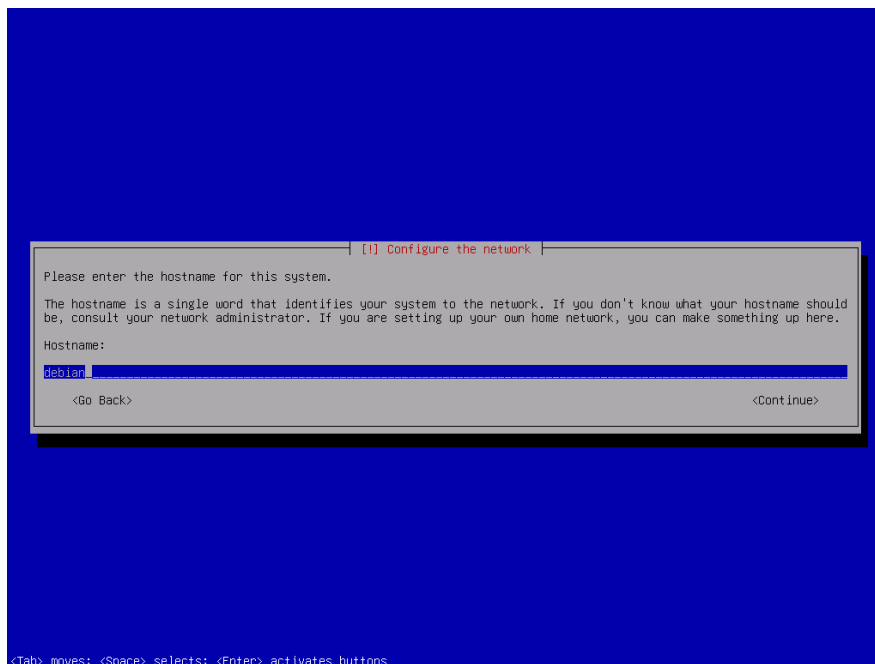 [!] Configure the network
Please enter the hostname for this system.
The hostname is a single word that identifies your system to the network. If you don't know what your hostname should
be, consult your network administrator. If you are setting up your own home network, you can make something up here.
Hostname:
debian
<Go Back> <Continue>
<Tab> moves; <Space> selects; <Enter> activates buttons